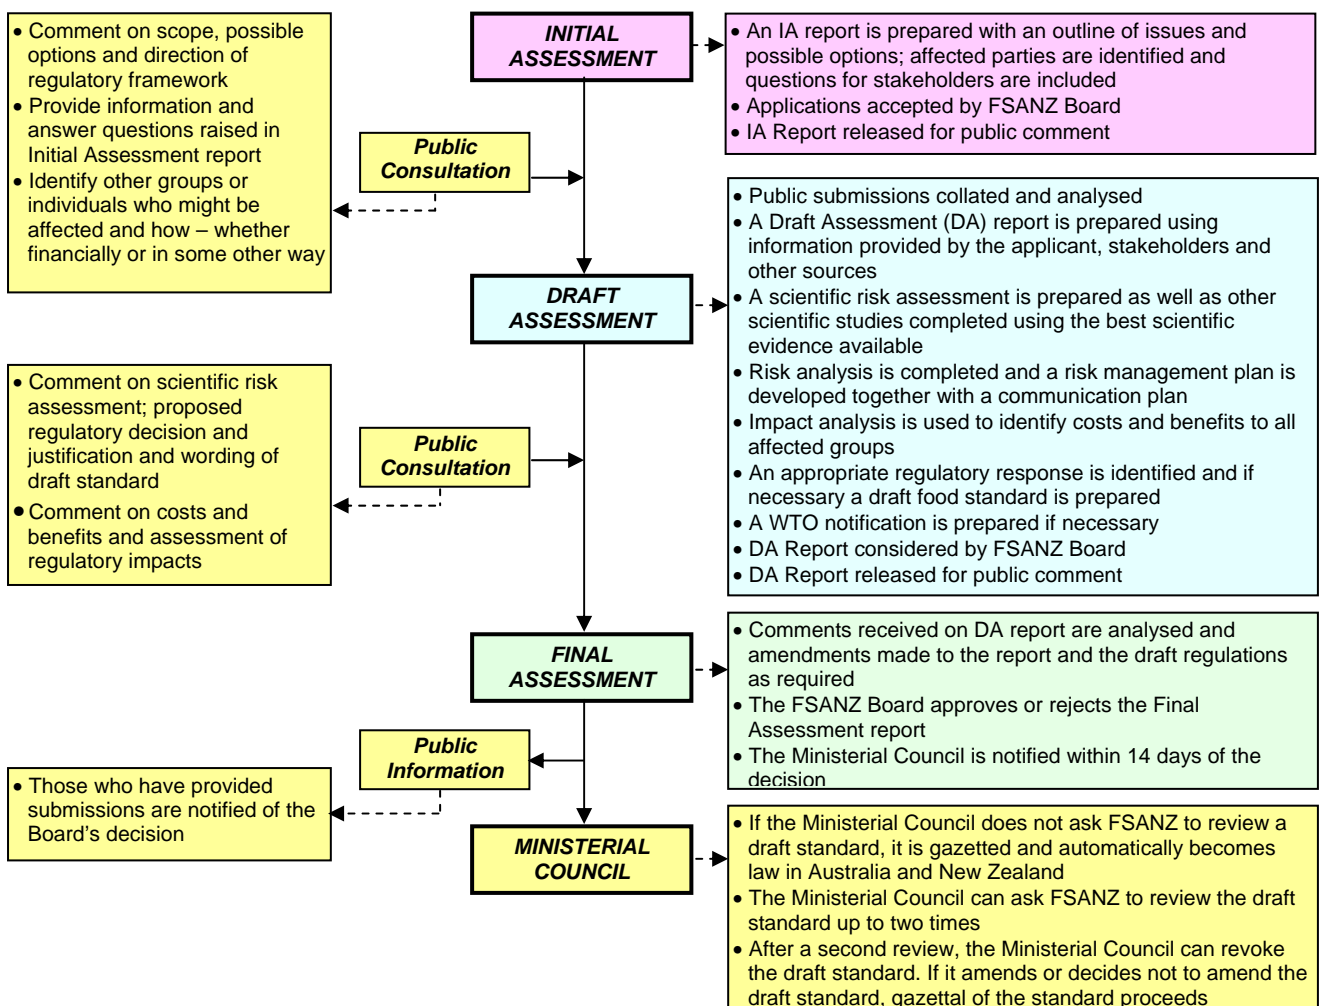 • Comment on scope, possible
options and direction of
regulatory framework
• Provide information and
answer questions raised in
Initial Assessment report
• Identify other groups or
individuals who might be
affected and how – whether
financially or in some other way
INITIAL
ASSESSMENT
• An IA report is prepared with an outline of issues and
possible options; affected parties are identified and
questions for stakeholders are included
• Applications accepted by FSANZ Board
• IA Report released for public comment
Public
Consultation
DRAFT
ASSESSMENT
• Public submissions collated and analysed
• A Draft Assessment (DA) report is prepared using
information provided by the applicant, stakeholders and
other sources
• A scientific risk assessment is prepared as well as other
scientific studies completed using the best scientific
evidence available
• Risk analysis is completed and a risk management plan is
developed together with a communication plan
• Impact analysis is used to identify costs and benefits to all
affected groups
• An appropriate regulatory response is identified and if
necessary a draft food standard is prepared
• A WTO notification is prepared if necessary
• DA Report considered by FSANZ Board
• DA Report released for public comment
• Comment on scientific risk
assessment; proposed
regulatory decision and
justification and wording of
draft standard
• Comment on costs and
benefits and assessment of
regulatory impacts
Public
Consultation
FINAL
ASSESSMENT
• Comments received on DA report are analysed and
amendments made to the report and the draft regulations
as required
• The FSANZ Board approves or rejects the Final
Assessment report
• The Ministerial Council is notified within 14 days of the
decision
Public
Information
• Those who have provided
submissions are notified of the
Board's decision
MINISTERIAL
COUNCIL
• If the Ministerial Council does not ask FSANZ to review a
draft standard, it is gazetted and automatically becomes
law in Australia and New Zealand
• The Ministerial Council can ask FSANZ to review the draft
standard up to two times
• After a second review, the Ministerial Council can revoke
the draft standard. If it amends or decides not to amend the
draft standard, gazettal of the standard proceeds